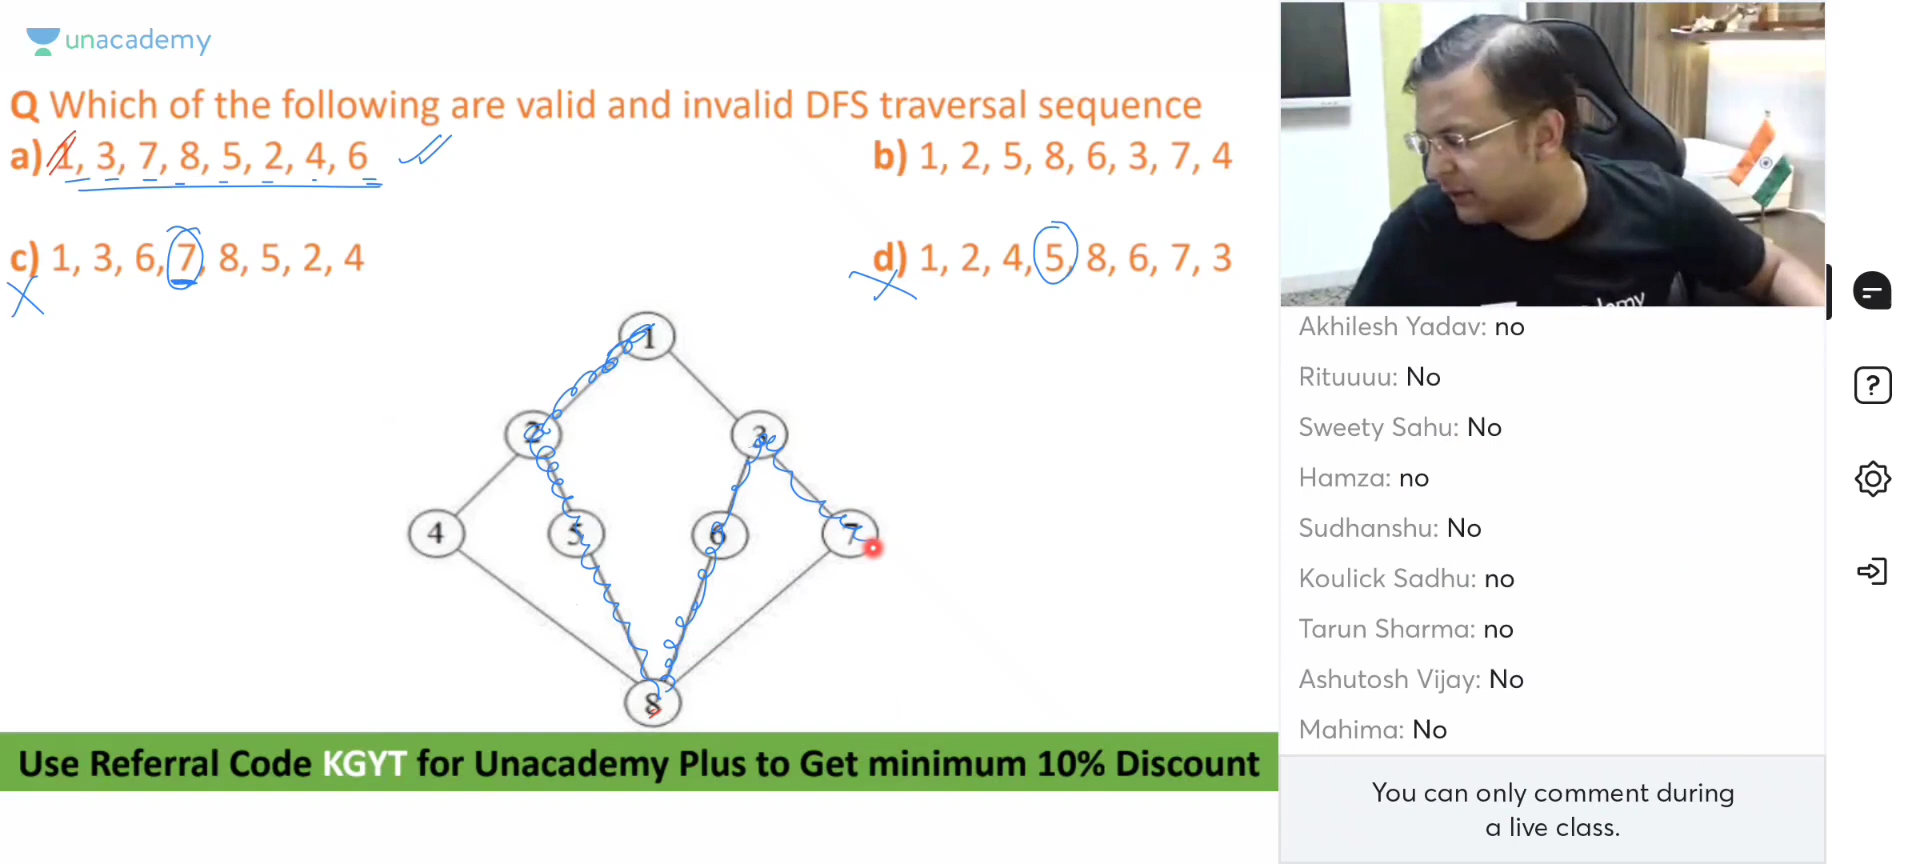 unacademy
Q Which of the following are valid and invalid DFS traversal sequence
a) 1, 3, 7, 8, 5, 2, 4, 6
b) 1, 2, 5, 8, 6, 3, 7, 4
c) 1, 3, 6, 7, 8, 5, 2, 4
d) 1, 2, 4, 5, 8, 6, 7, 3
1
2
3
4
5
6
7
8
Use Referral Code KGYT for Unacademy Plus to Get minimum 10% Discount
Akhilesh Yadav: no
Rituuuu: No
Sweety Sahu: No
Hamza: no
Sudhanshu: No
Koulick Sadhu: no
Tarun Sharma: no
Ashutosh Vijay: No
Mahima: No
You can only comment during
a live class.
?